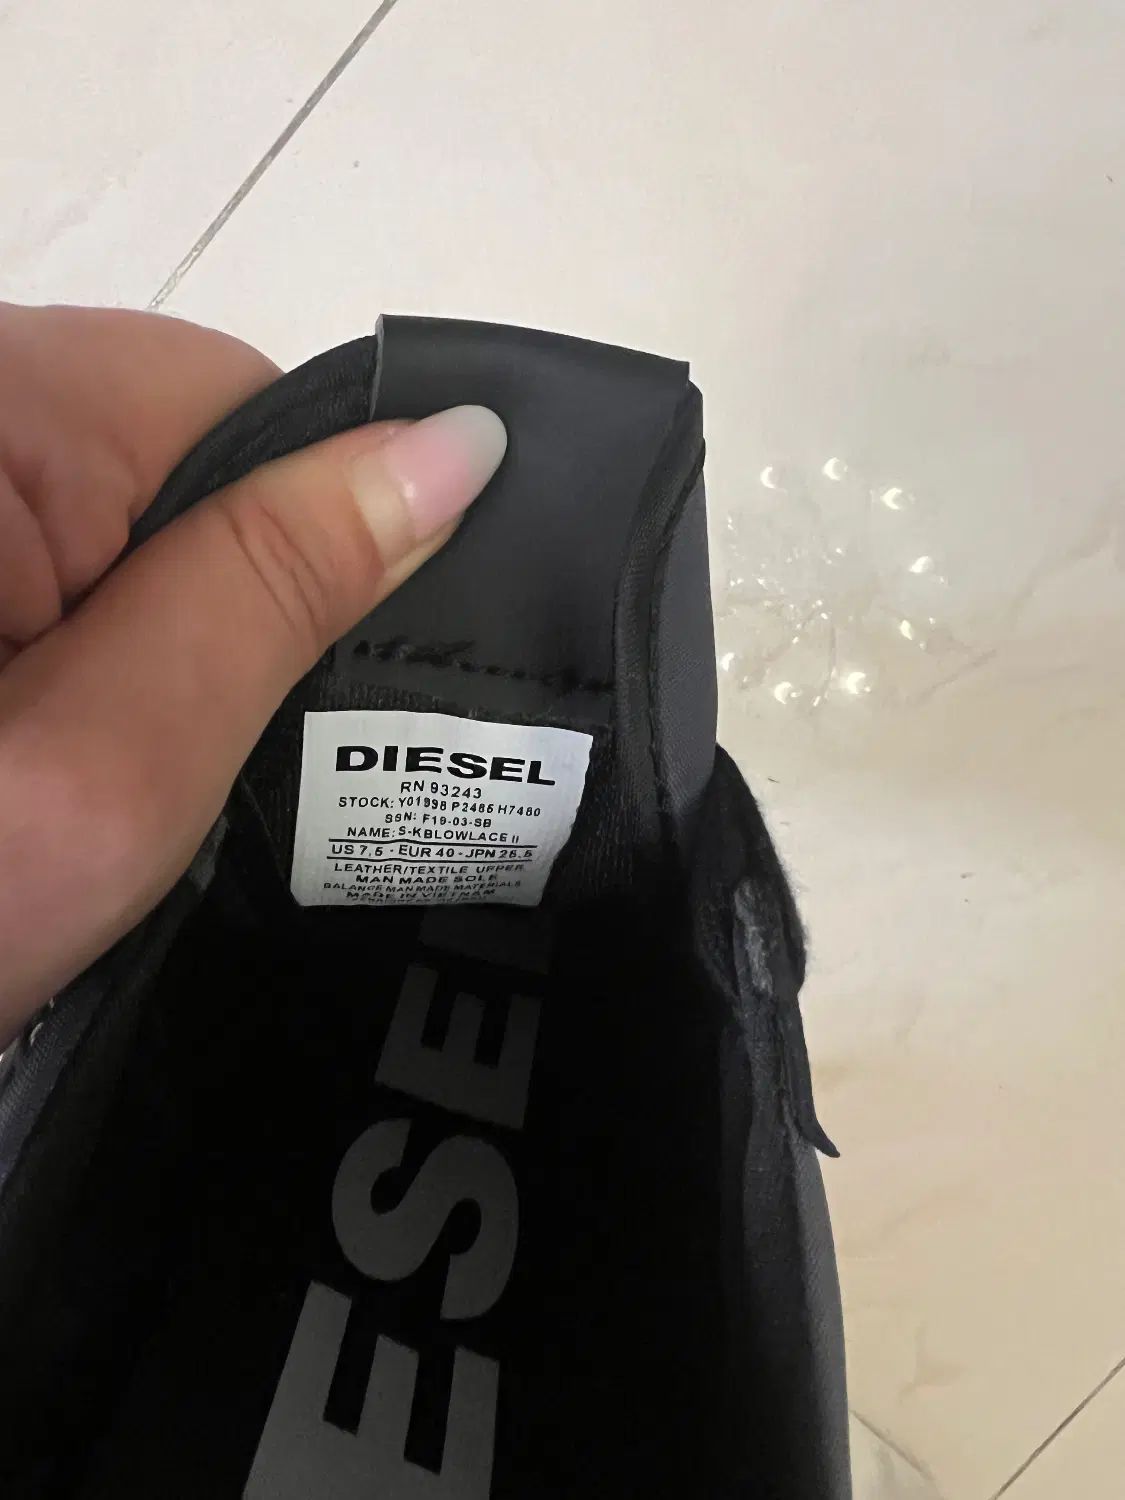 DIESEL
RN 93243
STOCK: Y01998 P2465 H7480
SSN: F19-03-SB
NAME: S-KBLOWLACE II
US 7,5 - EUR 40 - JPN 25,5
LEATHER/TEXTILE UPPER
MAN MADE SOLE
BALANCE MAN MADE MATERIALS
MADE IN VIETNAM
ESEL